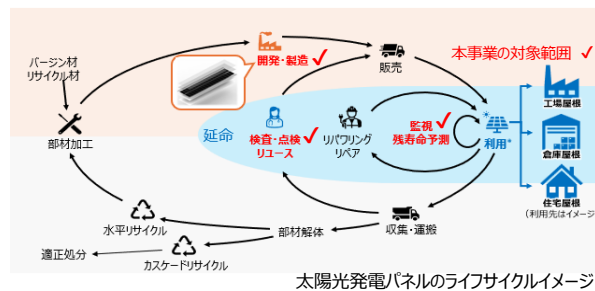 本事業の対象範囲
バージン材
リサイクル材
開発・製造
販売
工場屋根
部材加工
延命
検査・点検
リユース
リパワリング
リペア
監視
残寿命予測
利用*
倉庫屋根
住宅屋根
(利用先はイメージ)
水平リサイクル
部材解体
収集・運搬
適正処分
カスケードリサイクル
太陽光発電パネルのライフサイクルイメージ